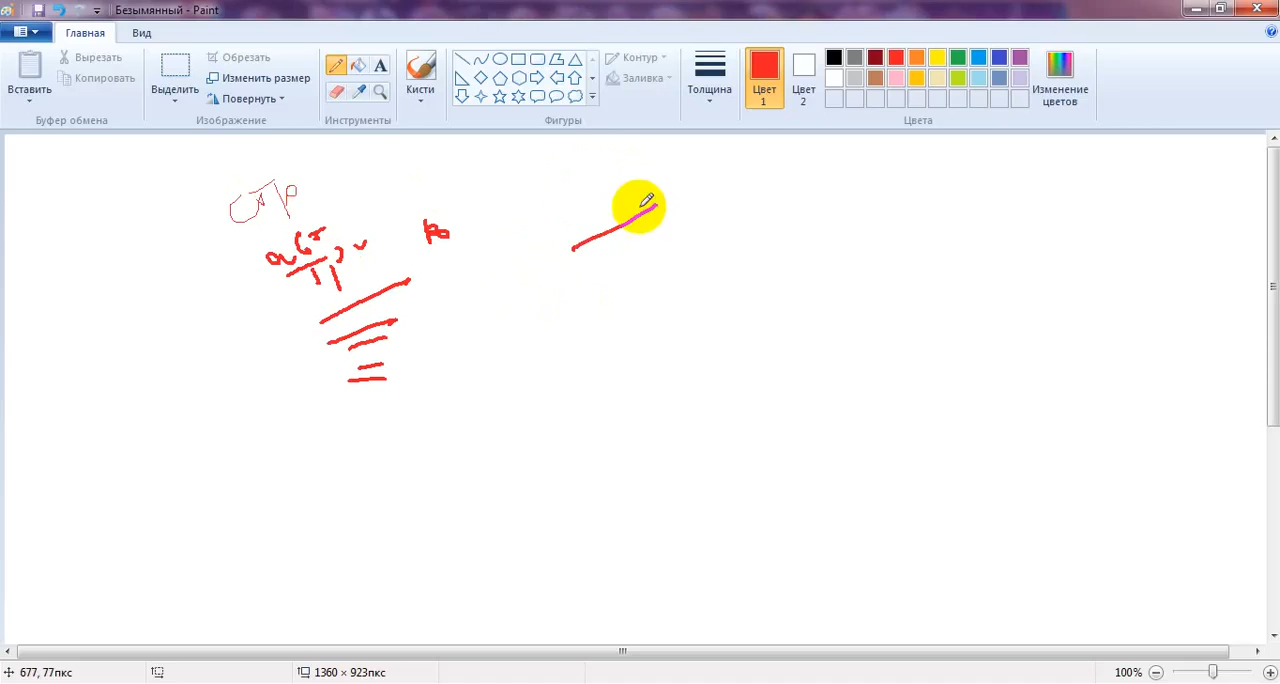 Безымянный - Paint
Главная Вид
Вставить
Вырезать
Копировать
Буфер обмена
Выделить
Обрезать
Изменить размер
Повернуть
Изображение
A
Инструменты
Кисти
Контур
Заливка
Фигуры
Толщина
Цвет
1
Цвет
2
Изменение
цветов
Цвета
677, 77пкс
1360 × 923пкс
100%